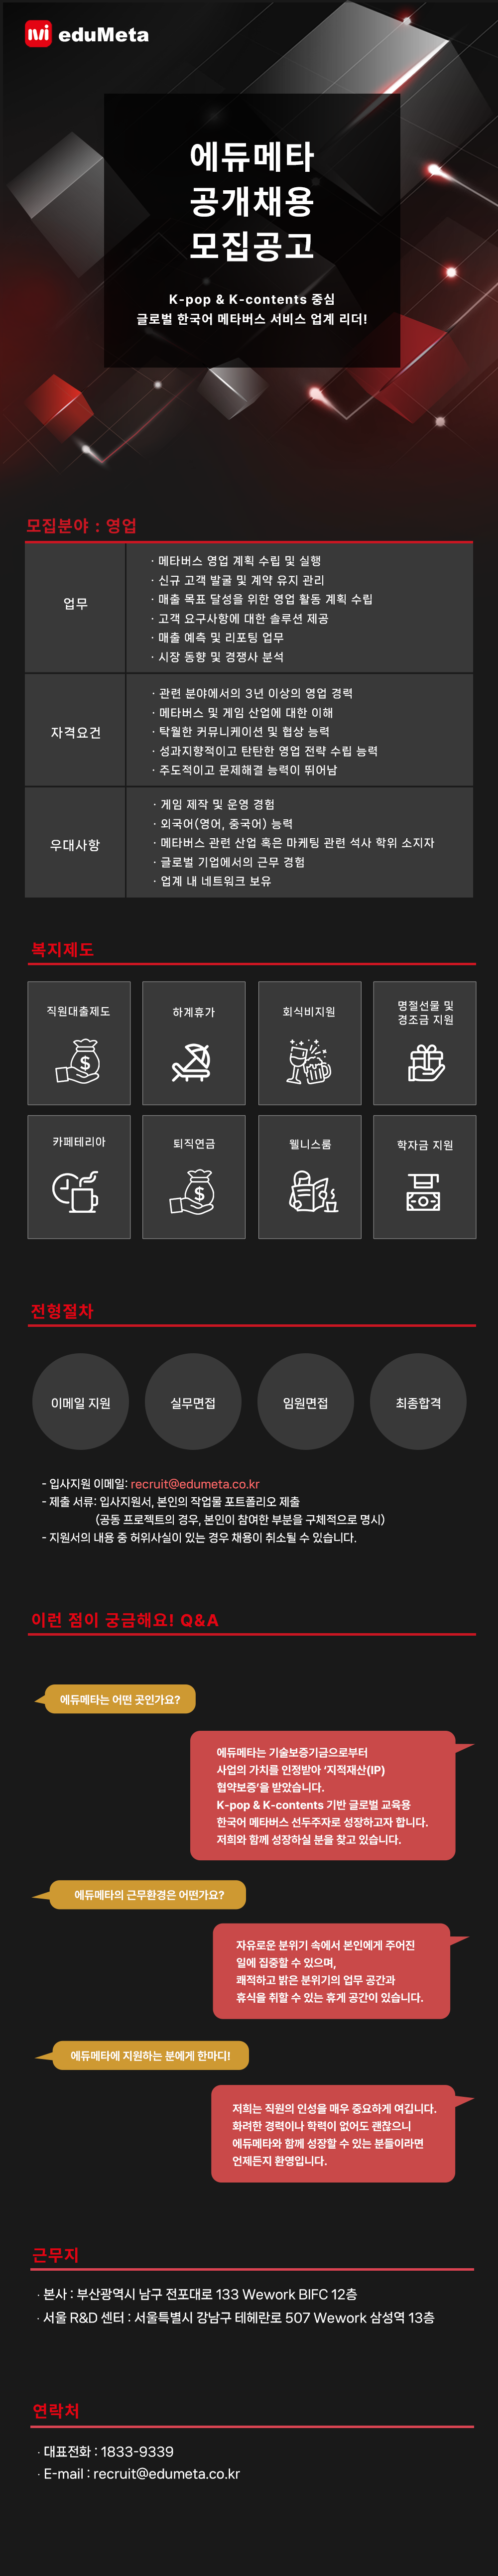 eduMeta
에듀메타
공개채용
모집공고
K-pop & K-contents 중심
글로벌 한국어 메타버스 서비스 업계 리더!
모집분야 : 영업
업무
· 메타버스 영업 계획 수립 및 실행
· 신규 고객 발굴 및 계약 유지 관리
· 매출 목표 달성을 위한 영업 활동 계획 수립
· 고객 요구사항에 대한 솔루션 제공
· 매출 예측 및 리포팅 업무
· 시장 동향 및 경쟁사 분석
자격요건
· 관련 분야에서의 3년 이상의 영업 경력
· 메타버스 및 게임 산업에 대한 이해
· 탁월한 커뮤니케이션 및 협상 능력
· 성과지향적이고 탄탄한 영업 전략 수립 능력
· 주도적이고 문제해결 능력이 뛰어남
우대사항
· 게임 제작 및 운영 경험
· 외국어(영어, 중국어) 능력
· 메타버스 관련 산업 혹은 마케팅 관련 석사 학위 소지자
· 글로벌 기업에서의 근무 경험
· 업계 내 네트워크 보유
복지제도
직원대출제도
하계휴가
회식비지원
명절선물 및
경조금 지원
카페테리아
퇴직연금
웰니스룸
학자금 지원
전형절차
이메일 지원
실무면접
임원면접
최종합격
- 입사지원 이메일: recruit@edumeta.co.kr
- 제출 서류: 입사지원서, 본인의 작업물 포트폴리오 제출
(공동 프로젝트의 경우, 본인이 참여한 부분을 구체적으로 명시)
- 지원서의 내용 중 허위사실이 있는 경우 채용이 취소될 수 있습니다.
이런 점이 궁금해요! Q&A
에듀메타는 어떤 곳인가요?
에듀메타는 기술보증기금으로부터
사업의 가치를 인정받아 ‘지적재산(IP)
협약보증’을 받았습니다.
K-pop & K-contents 기반 글로벌 교육용
한국어 메타버스 선두주자로 성장하고자 합니다.
저희와 함께 성장하실 분을 찾고 있습니다.
에듀메타의 근무환경은 어떤가요?
자유로운 분위기 속에서 본인에게 주어진
일에 집중할 수 있으며,
쾌적하고 밝은 분위기의 업무 공간과
휴식을 취할 수 있는 휴게 공간이 있습니다.
에듀메타에 지원하는 분에게 한마디!
저희는 직원의 인성을 매우 중요하게 여깁니다.
화려한 경력이나 학력이 없어도 괜찮으니
에듀메타와 함께 성장할 수 있는 분들이라면
언제든지 환영입니다.
근무지
· 본사 : 부산광역시 남구 전포대로 133 Wework BIFC 12층
· 서울 R&D 센터 : 서울특별시 강남구 테헤란로 507 Wework 삼성역 13층
연락처
· 대표전화 : 1833-9339
· E-mail : recruit@edumeta.co.kr